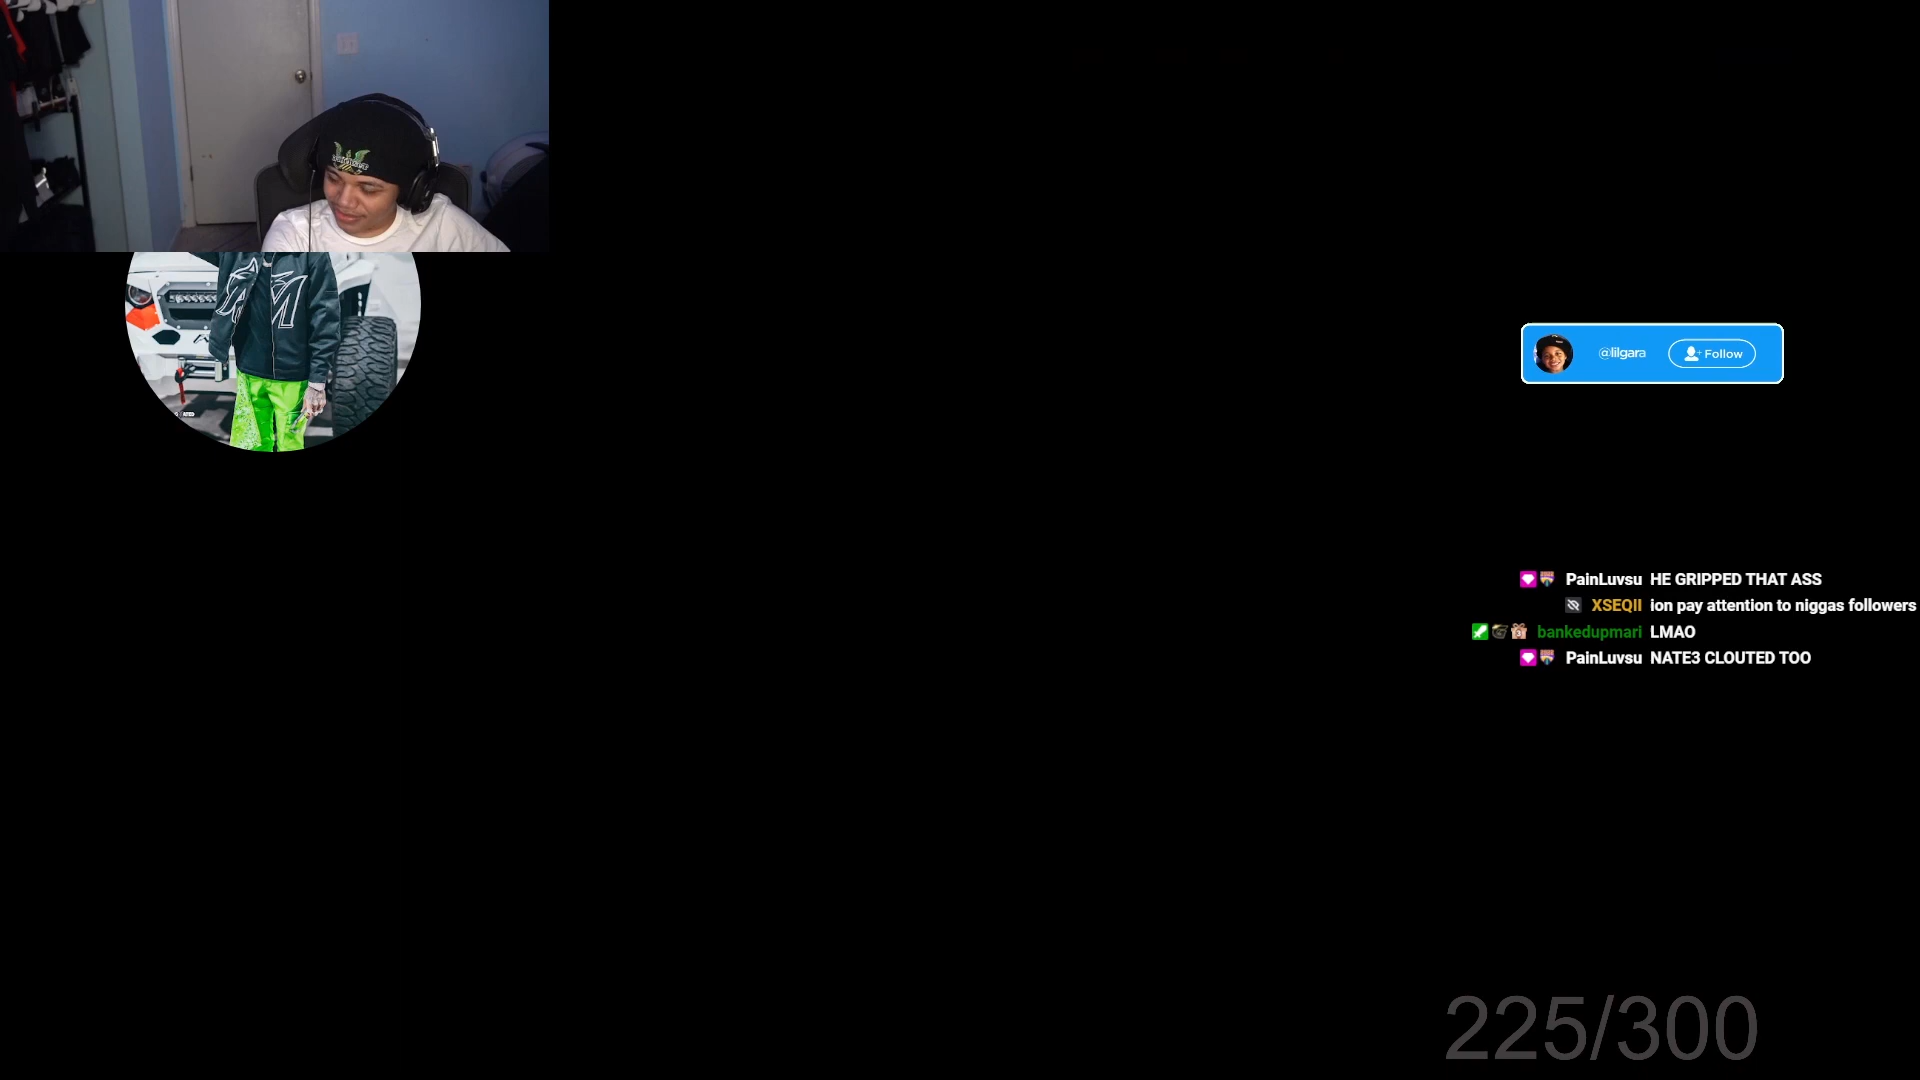 @lilgara
Follow
PainLuvsu HE GRIPPED THAT ASS
XSEQII ion pay attention to niggas followers
bankedupmari LMAO
PainLuvsu NATE3 CLOUTED TOO
225/300